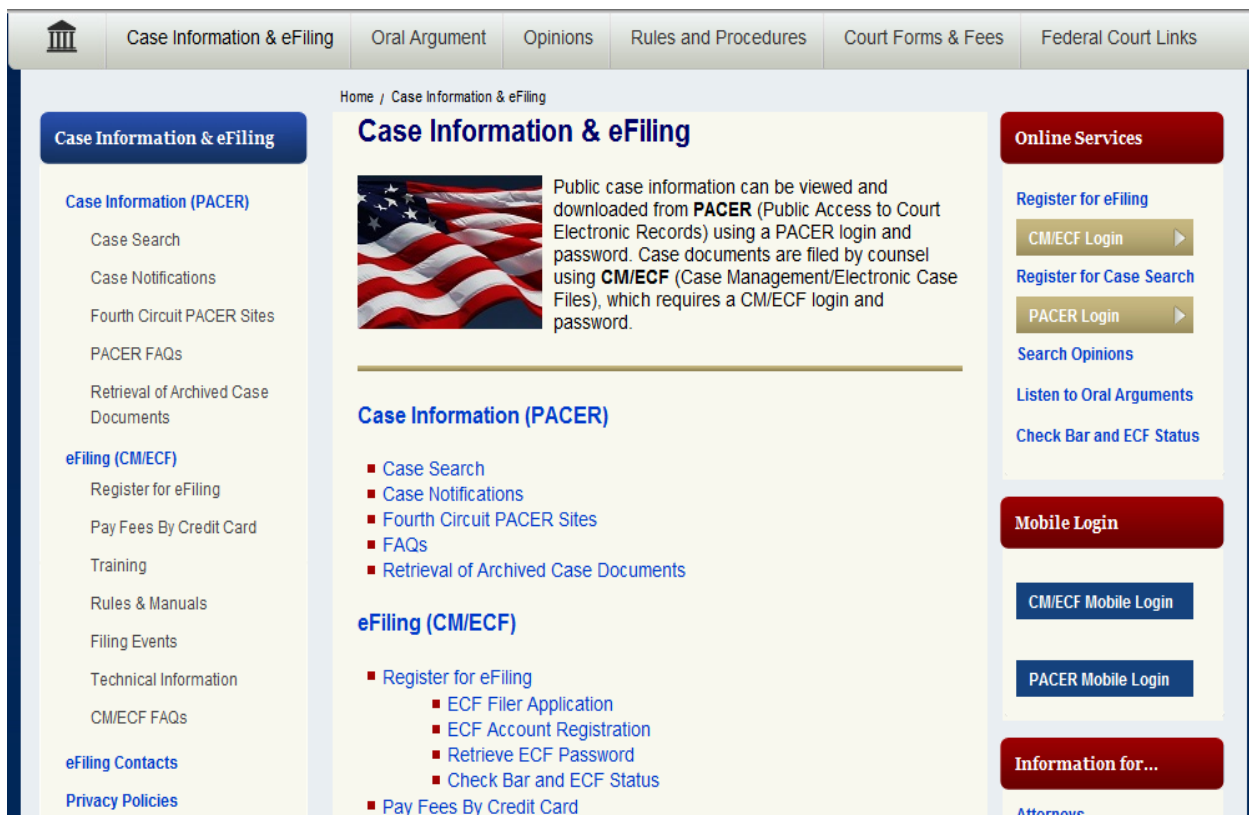 Case Information & eFiling
Oral Argument
Opinions
Rules and Procedures
Court Forms & Fees
Federal Court Links
Home / Case Information & eFiling
Case Information & eFiling
Case Information (PACER)
Case Search
Case Notifications
Fourth Circuit PACER Sites
PACER FAQs
Retrieval of Archived Case
Documents
eFiling (CM/ECF)
Register for eFiling
Pay Fees By Credit Card
Training
Rules & Manuals
Filing Events
Technical Information
CM/ECF FAQs
eFiling Contacts
Privacy Policies
Case Information & eFiling
Public case information can be viewed and
downloaded from PACER (Public Access to Court
Electronic Records) using a PACER login and
password. Case documents are filed by counsel
using CM/ECF (Case Management/Electronic Case
Files), which requires a CM/ECF login and
password.
Case Information (PACER)
Case Search
Case Notifications
Fourth Circuit PACER Sites
FAQs
Retrieval of Archived Case Documents
eFiling (CM/ECF)
Register for eFiling
ECF Filer Application
ECF Account Registration
Retrieve ECF Password
Check Bar and ECF Status
Pay Fees By Credit Card
Online Services
Register for eFiling
CM/ECF Login
Register for Case Search
PACER Login
Search Opinions
Listen to Oral Arguments
Check Bar and ECF Status
Mobile Login
CM/ECF Mobile Login
PACER Mobile Login
Information for...
Attorneys